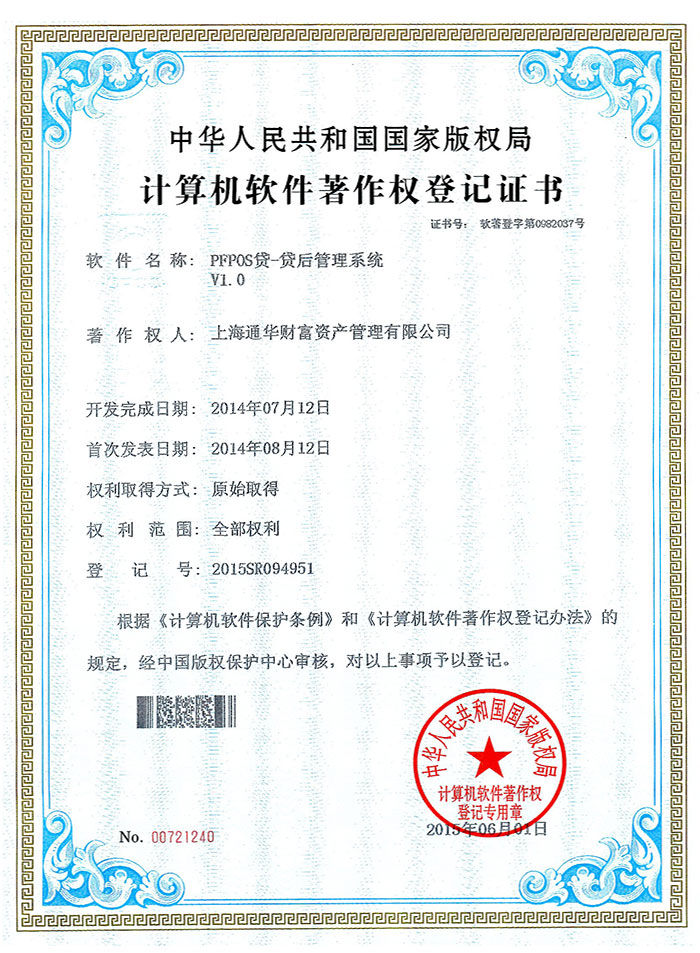 中华人民共和国国家版权局
计算机软件著作权登记证书
证书号： 软著登字第0982037号
软件名称： PFPOS贷-贷后管理系统
V1.0
著作权人： 上海通华财富资产管理有限公司
开发完成日期： 2014年07月12日
首次发表日期： 2014年08月12日
权利取得方式： 原始取得
权利范围： 全部权利
登记号： 2015SR094951
根据《计算机软件保护条例》和《计算机软件著作权登记办法》的
规定，经中国版权保护中心审核，对以上事项予以登记。
中华人民共和国国家版权局
计算机软件著作权
登记专用章
No. 00721240
2015年06月01日